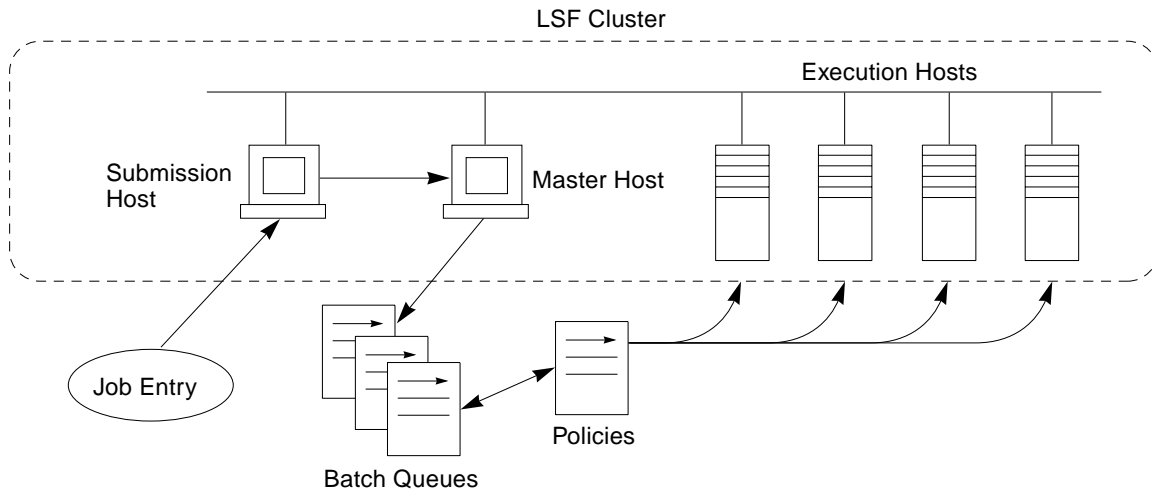 LSF Cluster
Execution Hosts
Submission
Host
Master Host
Job Entry
Policies
Batch Queues